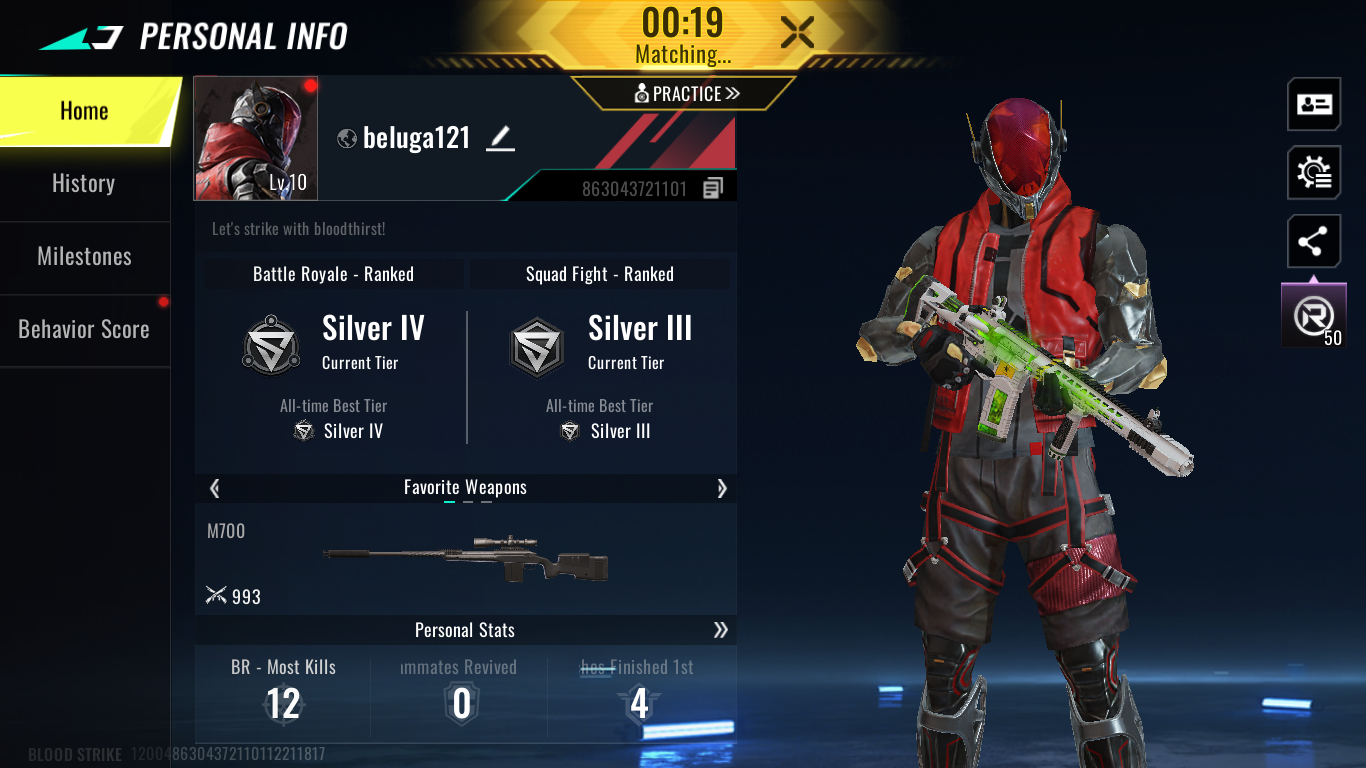 PERSONAL INFO
00:19
Matching...
PRACTICE
Home
History
Milestones
Behavior Score
Lv.10
beluga121
863043721101
Let's strike with bloodthirst!
Battle Royale - Ranked
Squad Fight - Ranked
Silver IV
Current Tier
All-time Best Tier
Silver IV
Silver III
Current Tier
All-time Best Tier
Silver III
Favorite Weapons
M700
993
Personal Stats
BR - Most Kills
12
Revived
0
Finished 1st
4
R
50
BLOOD STRIKE 1200486304372110112211817